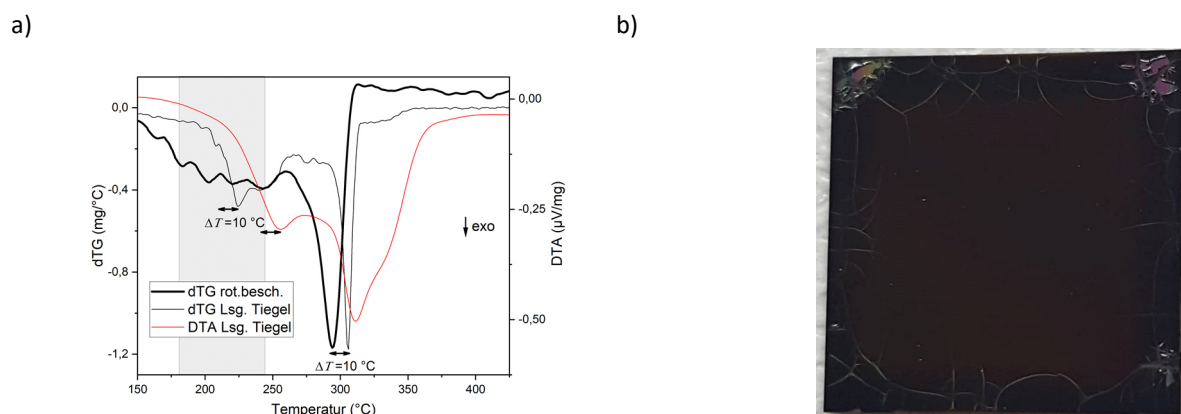 a)
b)
0,0
-0,4
-0,8
-1,2
dTG (mg/°C)
0,00
-0,25
-0,50
DTA (µV/mg)
ΔT=10 °C
exo
dTG rot.besch.
dTG Lsg. Tiegel
DTA Lsg. Tiegel
ΔT=10 °C
150 200 250 300 350 400
Temperatur (°C)